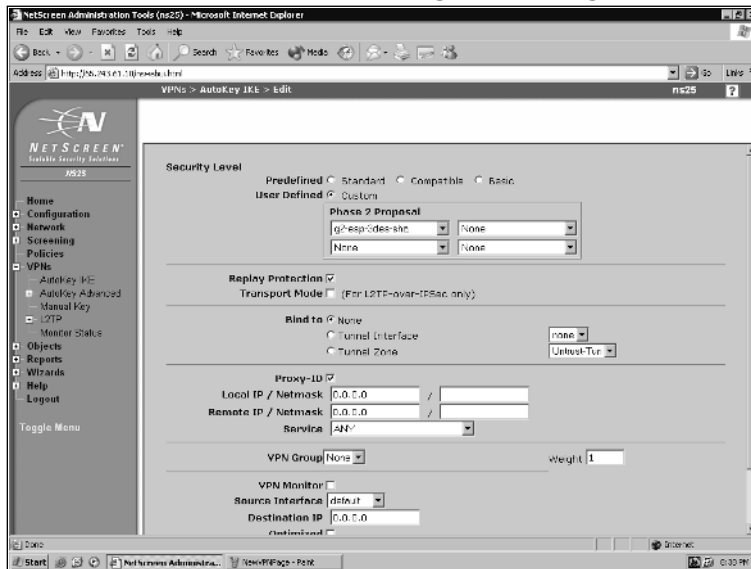 NetScreen Administration Tools (ns25) - Microsoft Internet Explorer
File Edit View Favorites Tools Help
Back Search Favorites Media
Address Go Links
VPNs > AutoKey IKE > Edit ns25 ?
N
NETSCREEN
Scalable Security Solutions
NS25
Home
Configuration
Network
Screening
Policies
VPNs
AutoKey IKE
AutoKey Advanced
Manual Key
L2TP
Monitor Status
Objects
Reports
Wizards
Help
Logout
Toggle Menu
Security Level
Predefined Standard Compatible Basic
User Defined Custom
Phase 2 Proposal
g2-esp-3des-sha None
None None
Replay Protection
Transport Mode (For L2TP-over-IPSec only)
Bind to None
Tunnel Interface none
Tunnel Zone Untrust-Tun
Proxy-ID
Local IP / Netmask 0.0.0.0 /
Remote IP / Netmask 0.0.0.0 /
Service ANY
VPN Group None Weight 1
VPN Monitor
Source Interface default
Destination IP 0.0.0.0
Optimized
Done Internet
Start NetScreen Administra... NewVPNPage - Paint